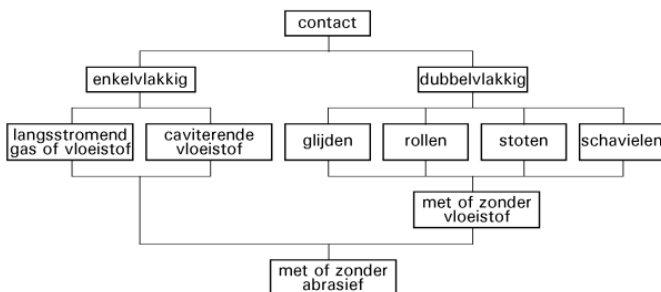 contact
enkelvlakkig
dubbelvlakkig
langsstromend
gas of vloeistof
caviterende
vloeistof
glijden
rollen
stoten
schavielen
met of zonder
vloeistof
met of zonder
abrasief